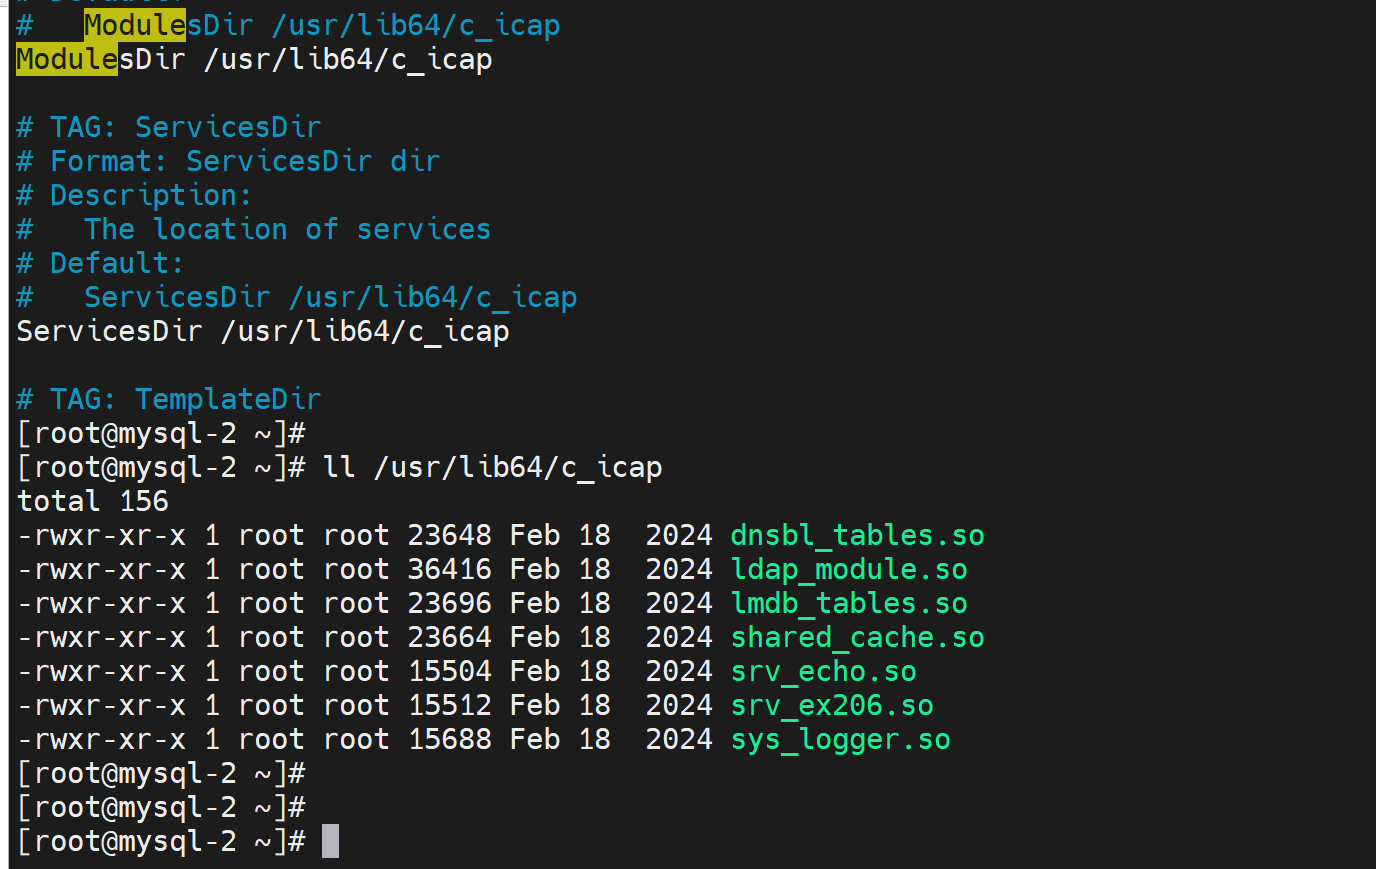 #   ModulesDir /usr/lib64/c_icap
ModulesDir /usr/lib64/c_icap
# TAG: ServicesDir
# Format: ServicesDir dir
# Description:
#   The location of services
# Default:
#   ServicesDir /usr/lib64/c_icap
ServicesDir /usr/lib64/c_icap
# TAG: TemplateDir
[root@mysql-2 ~]#
[root@mysql-2 ~]# ll /usr/lib64/c_icap
total 156
-rwxr-xr-x 1 root root 23648 Feb 18  2024 dnsbl_tables.so
-rwxr-xr-x 1 root root 36416 Feb 18  2024 ldap_module.so
-rwxr-xr-x 1 root root 23696 Feb 18  2024 lmdb_tables.so
-rwxr-xr-x 1 root root 23664 Feb 18  2024 shared_cache.so
-rwxr-xr-x 1 root root 15504 Feb 18  2024 srv_echo.so
-rwxr-xr-x 1 root root 15512 Feb 18  2024 srv_ex206.so
-rwxr-xr-x 1 root root 15688 Feb 18  2024 sys_logger.so
[root@mysql-2 ~]#
[root@mysql-2 ~]#
[root@mysql-2 ~]#